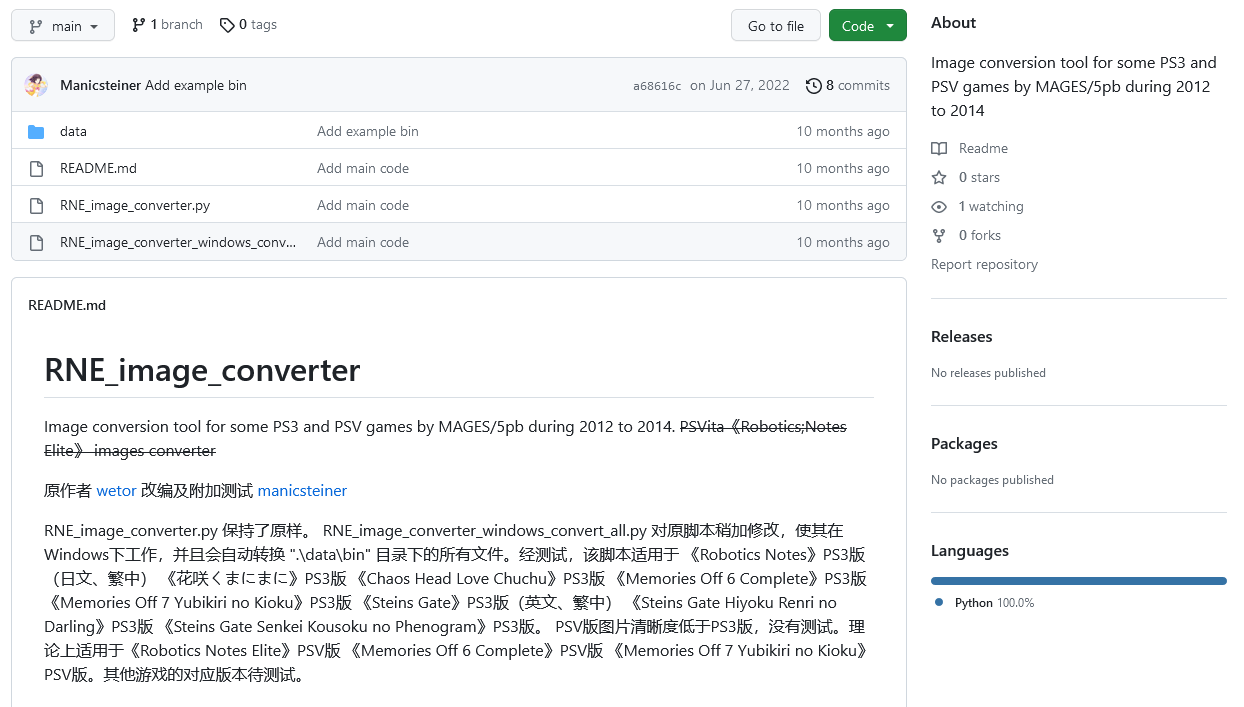 main 1 branch 0 tags Go to file Code
Manicsteiner Add example bin a68616c on Jun 27, 2022 8 commits
data Add example bin 10 months ago
README.md Add main code 10 months ago
RNE_image_converter.py Add main code 10 months ago
RNE_image_converter_windows_conv... Add main code 10 months ago
README.md
RNE_image_converter
Image conversion tool for some PS3 and PSV games by MAGES/5pb during 2012 to 2014. PSVita《Robotics;Notes
Elite》 images converter
原作者 wetor 改编及附加测试 manicsteiner
RNE_image_converter.py 保持了原样。 RNE_image_converter_windows_convert_all.py 对原脚本稍加修改，使其在
Windows下工作，并且会自动转换 ".\data\bin" 目录下的所有文件。经测试，该脚本适用于 《Robotics Notes》PS3版
（日文、繁中） 《花咲くまにまに》PS3版 《Chaos Head Love Chuchu》PS3版 《Memories Off 6 Complete》PS3版
《Memories Off 7 Yubikiri no Kioku》PS3版 《Steins Gate》PS3版（英文、繁中） 《Steins Gate Hiyoku Renri no
Darling》PS3版 《Steins Gate Senkei Kousoku no Phenogram》PS3版。 PSV版图片清晰度低于PS3版，没有测试。理
论上适用于《Robotics Notes Elite》PSV版 《Memories Off 6 Complete》PSV版 《Memories Off 7 Yubikiri no Kioku》
PSV版。其他游戏的对应版本待测试。
About
Image conversion tool for some PS3 and
PSV games by MAGES/5pb during 2012
to 2014
Readme
0 stars
1 watching
0 forks
Report repository
Releases
No releases published
Packages
No packages published
Languages
Python 100.0%